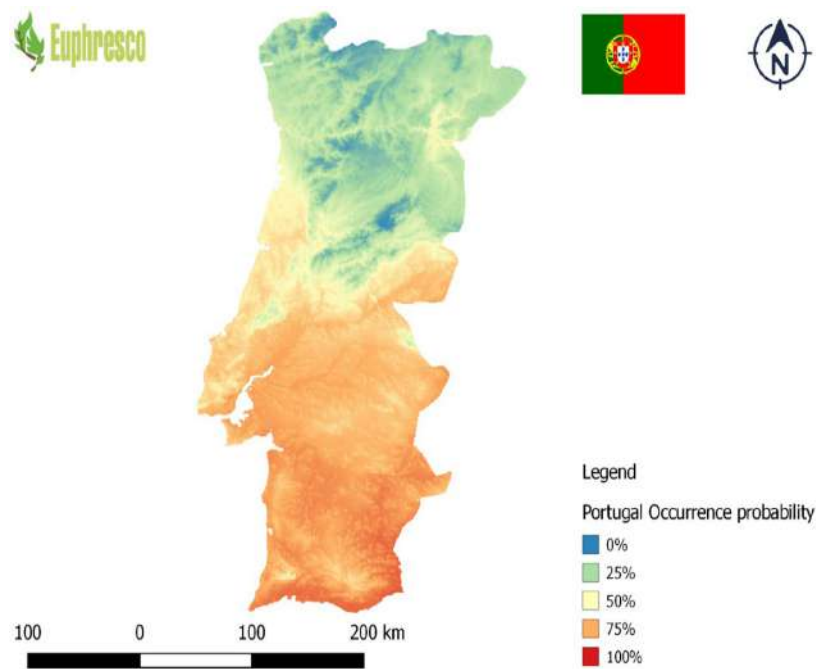 Euphresco
N
Legend
Portugal Occurrence probability
0%
25%
50%
75%
100%
100 0 100 200 km